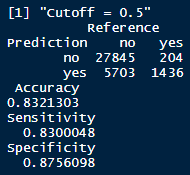 [1] "Cutoff = 0.5"
Reference
Prediction no yes
no 27845 204
yes 5703 1436
Accuracy
0.8321303
Sensitivity
0.8300048
Specificity
0.8756098